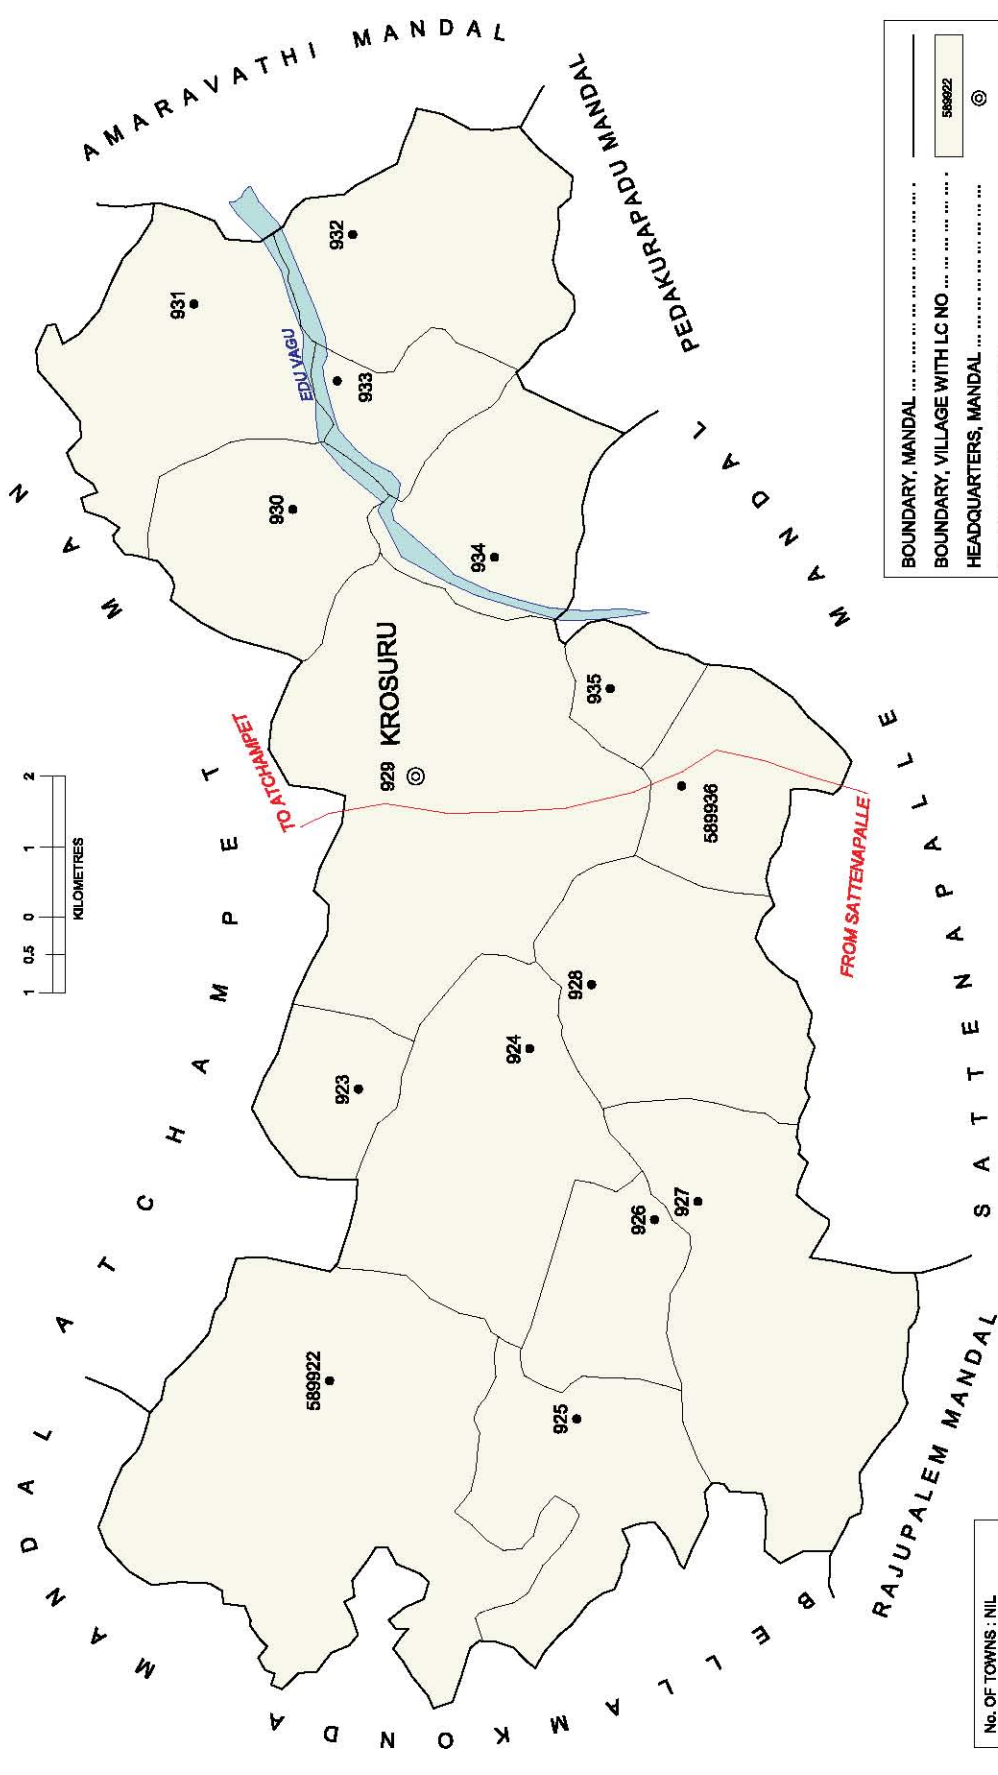 AMARAVATHI MANDAL
PEDAKURAPADU MANDAL
SATTENAPALLE MANDAL
RAJUPALEM MANDAL
BELLAMKONDA MANDAL
ATCHAMPET MAN DAL
1 0.5 0 1 2
KILOMETRES
TO ATCHAMPET
FROM SATTENAPALLE
EDU VAGU
KROSURU
589922
923
924
925
926
927
928
929
930
931
932
933
934
935
589936
BOUNDARY, MANDAL
BOUNDARY, VILLAGE WITH LC NO
589922
HEADQUARTERS, MANDAL
No. OF TOWNS : NIL